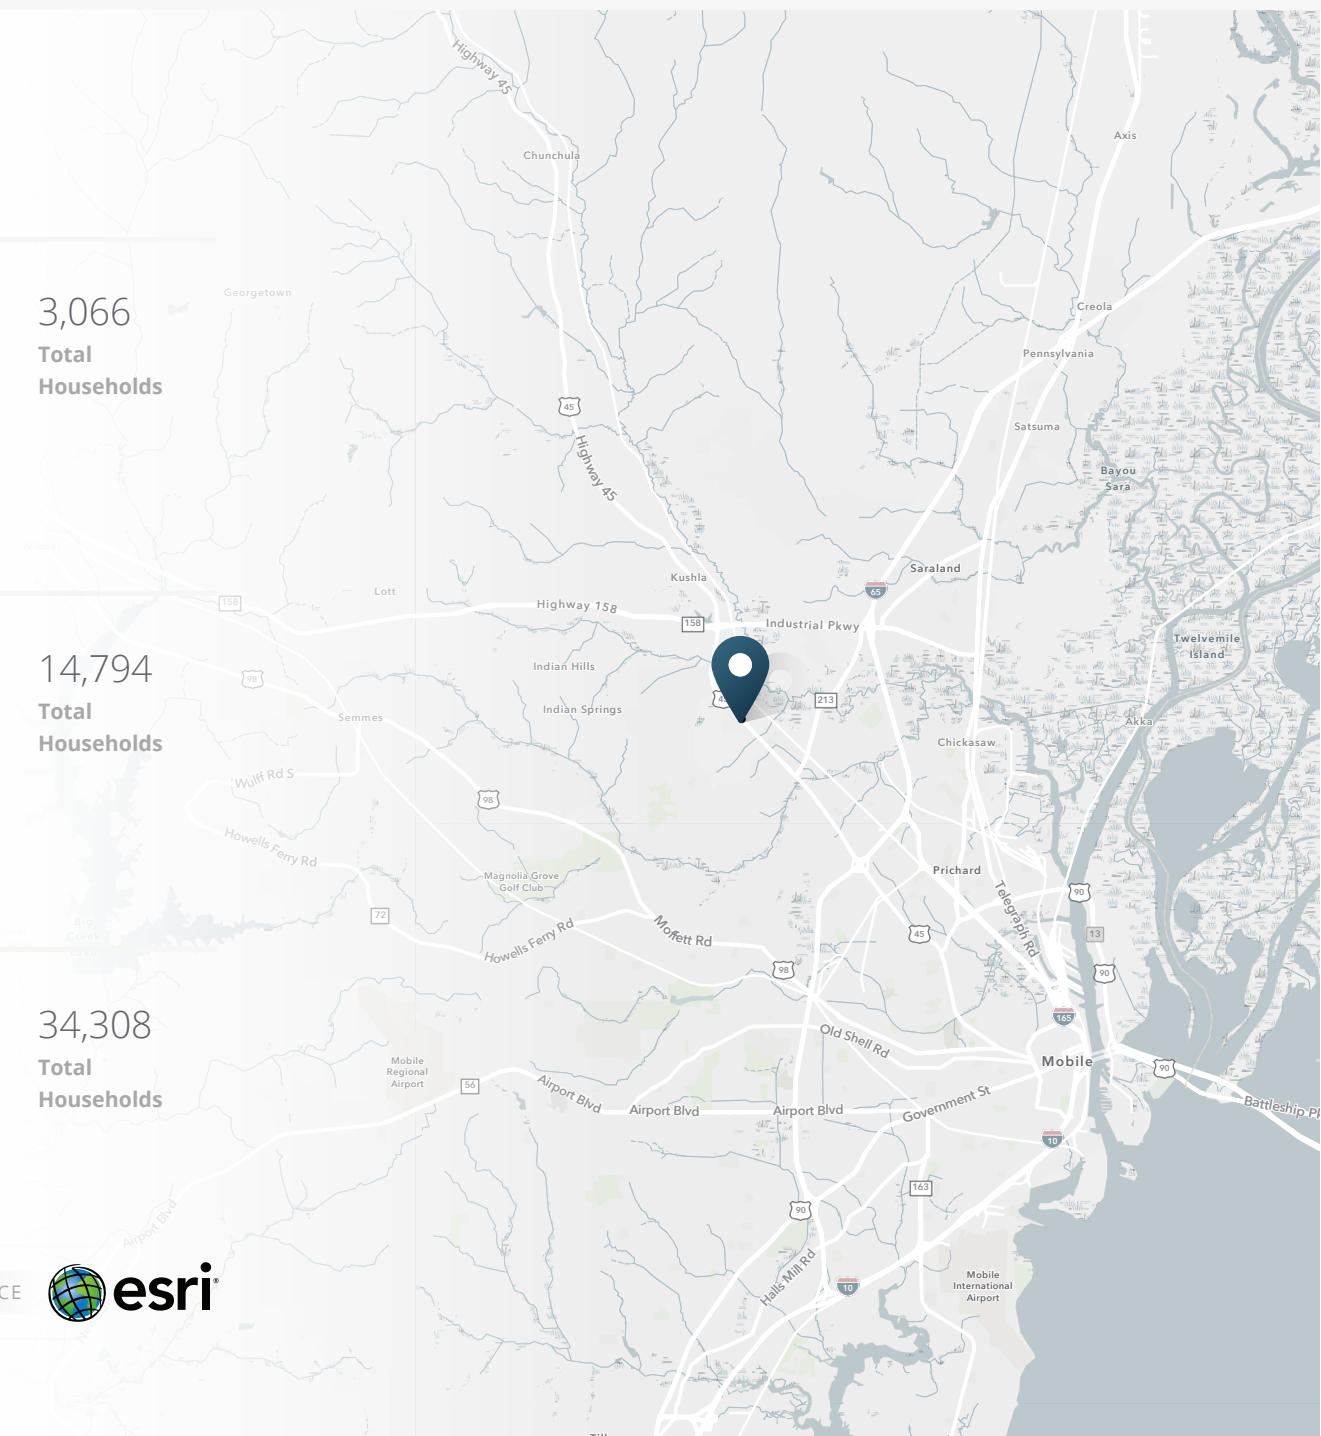 Highway 45
Axis
Chunchula
Georgetown
3,066
Total
Households
Creola
Pennsylvania
45
Satsuma
Highway 45
Bayou
Sara
Saraland
Kushla
65
Lott
158
Highway 158
158
Industrial Pkwy
Twelvemile
Island
Indian Hills
14,794
Total
Households
98
213
Indian Springs
Semmes
Akka
Chickasaw
Wulff Rd S
98
Howells Ferry Rd
Prichard
Magnolia Grove
Golf Club
90
Telegraph Rd
72
Big
Creek
Lake
Moffett Rd
45
13
Howells Ferry Rd
98
90
34,308
Total
Households
165
Old Shell Rd
Mobile
Regional
Airport
Mobile
90
56
Airport Blvd
Airport Blvd
Airport Blvd
Government St
Battleship
10
163
Airport Blvd
90
Halls Mill Rd
Mobile
International
Airport
10
CE
esri